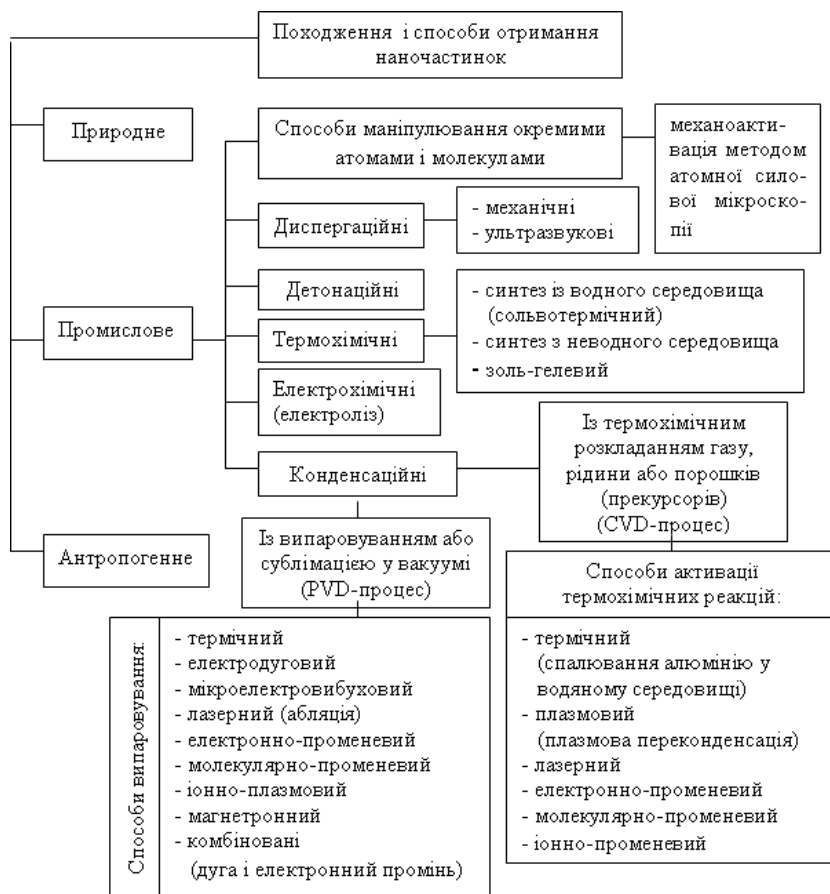 Походження і способи отримання
наночастинок
Природне
Способи маніпулювання окремими
атомами і молекулами
механоакти-
вація методом
атомної сило-
вої мікроско-
пії
Диспергаційні
- механічні
- ультразвукові
Детонаційні
Промислове
Термохімічні
- синтез із водного середовища
(сольвотермічний)
- синтез з неводного середовища
- золь-гелевий
Електрохімічні
(електроліз)
Конденсаційні
Із термохімічним
розкладанням газу,
рідини або порошків
(прекурсорів)
(CVD-процес)
Антропогенне
Із випаровуванням або
сублімацією у вакуумі
(PVD-процес)
Способи випаровування:
- термічний
- електродуговий
- мікроелектровибуховий
- лазерний (абляція)
- електронно-променевий
- молекулярно-променевий
- іонно-плазмовий
- магнетронний
- комбіновані
(дуга і електронний промінь)
Способи активації
термохімічних реакцій:
- термічний
(спалювання алюмінію у
водяному середовищі)
- плазмовий
(плазмова переконденсація)
- лазерний
- електронно-променевий
- молекулярно-променевий
- іонно-променевий